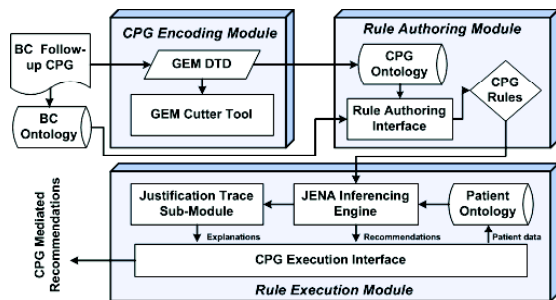 CPG Encoding Module
Rule Authoring Module
BC Follow-
up CPG
GEM DTD
CPG
Ontology
CPG
Rules
BC
Ontology
GEM Cutter Tool
Rule Authoring
Interface
Justification Trace
Sub-Module
JENA Inferencing
Engine
Patient
Ontology
Explanations
Recommendations
Patient data
CPG Execution Interface
CPG Mediated
Recommendations
Rule Execution Module